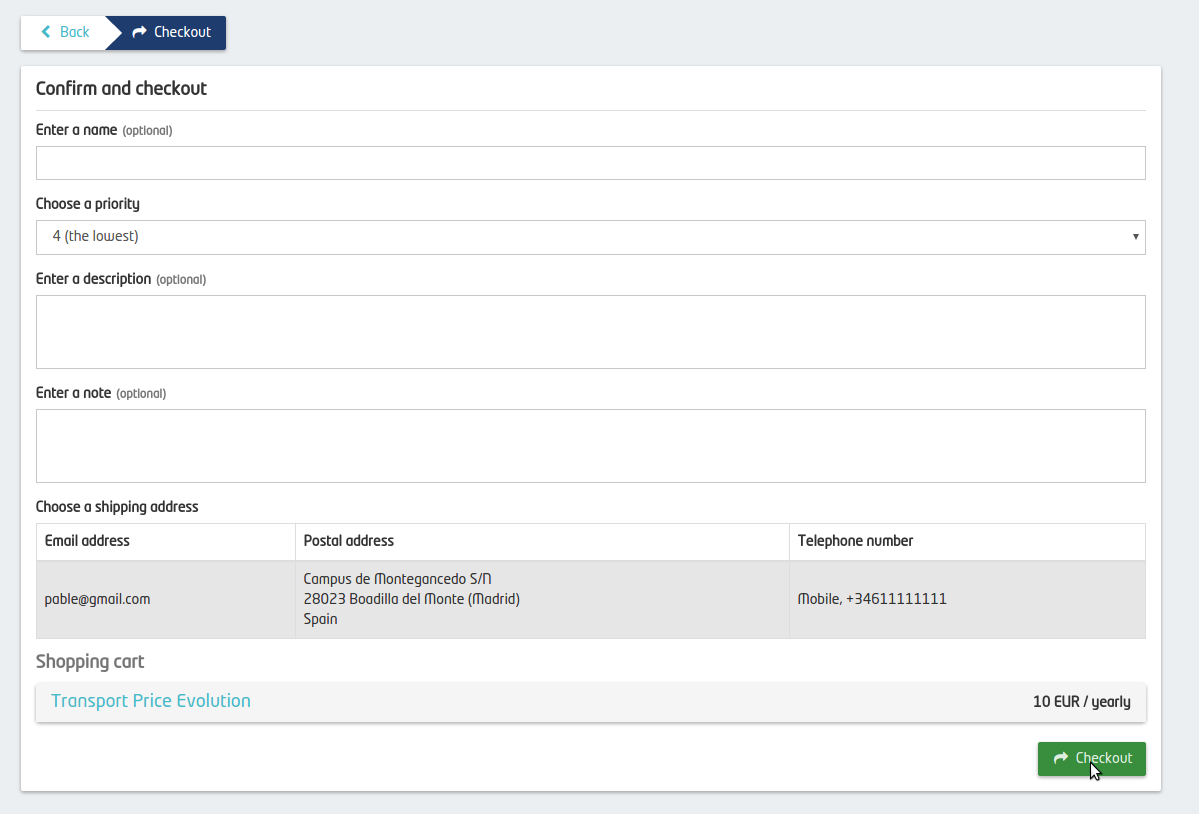 Back
Checkout
Confirm and checkout
Enter a name (optional)
Choose a priority
4 (the lowest)
Enter a description (optional)
Enter a note (optional)
Choose a shipping address
Email address
Postal address
Telephone number
pable@gmail.com
Campus de Montegancedo S/N
28023 Boadilla del Monte (Madrid)
Spain
Mobile, +34611111111
Shopping cart
Transport Price Evolution
10 EUR / yearly
Checkout